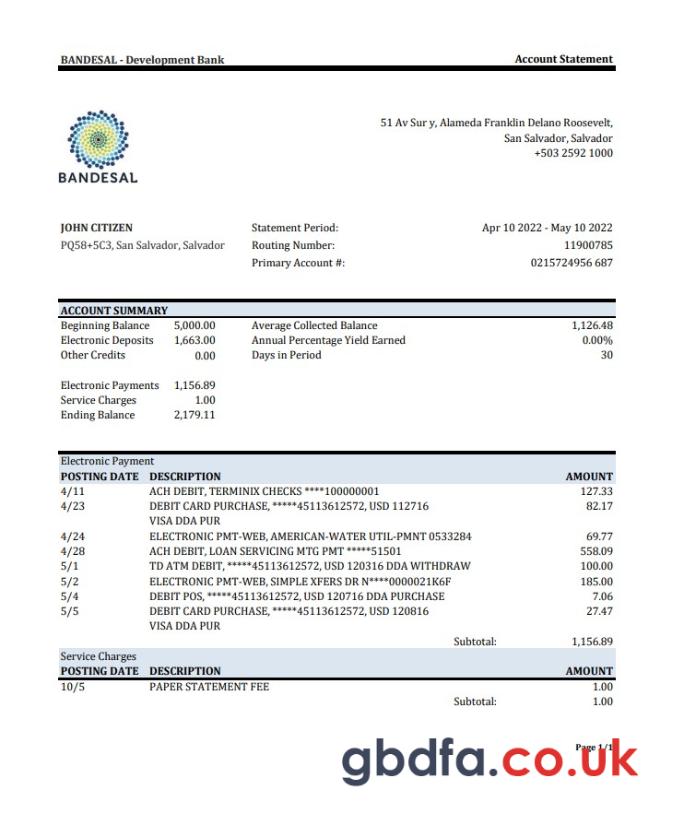 BANDESAL - Development Bank Account Statement
BANDESAL
51 Av Sur y, Alameda Franklin Delano Roosevelt,
San Salvador, Salvador
+503 2592 1000
JOHN CITIZEN Statement Period: Apr 10 2022 - May 10 2022
PQ58+5C3, San Salvador, Salvador Routing Number: 11900785
Primary Account #: 0215724956 687
ACCOUNT SUMMARY
Beginning Balance 5,000.00 Average Collected Balance 1,126.48
Electronic Deposits 1,663.00 Annual Percentage Yield Earned 0.00%
Other Credits 0.00 Days in Period 30
Electronic Payments 1,156.89
Service Charges 1.00
Ending Balance 2,179.11
Electronic Payment
POSTING DATE DESCRIPTION AMOUNT
4/11 ACH DEBIT, TERMINIX CHECKS ****100000001 127.33
4/23 DEBIT CARD PURCHASE, *****45113612572, USD 112716 82.17
VISA DDA PUR
4/24 ELECTRONIC PMT-WEB, AMERICAN-WATER UTIL-PMNT 0533284 69.77
4/28 ACH DEBIT, LOAN SERVICING MTG PMT *****51501 558.09
5/1 TD ATM DEBIT, *****45113612572, USD 120316 DDA WITHDRAW 100.00
5/2 ELECTRONIC PMT-WEB, SIMPLE XFERS DR N****0000021K6F 185.00
5/4 DEBIT POS, *****45113612572, USD 120716 DDA PURCHASE 7.06
5/5 DEBIT CARD PURCHASE, *****45113612572, USD 120816 27.47
VISA DDA PUR
Subtotal: 1,156.89
Service Charges
POSTING DATE DESCRIPTION AMOUNT
10/5 PAPER STATEMENT FEE 1.00
Subtotal: 1.00
Page 1/1
gbdfa.co.uk